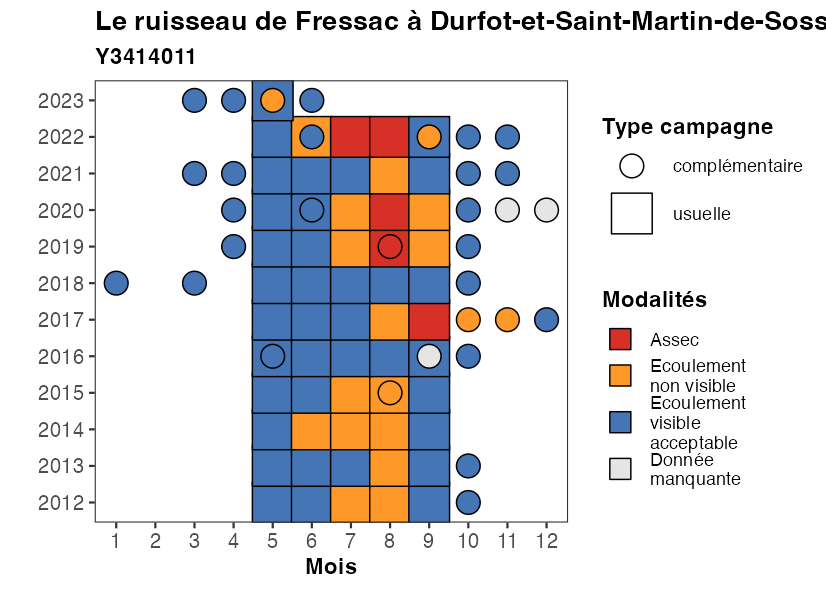 Le ruisseau de Fressac à Durfot-et-Saint-Martin-de-Soss
Y3414011
2023
2022
2021
2020
2019
2018
2017
2016
2015
2014
2013
2012
1 2 3 4 5 6 7 8 9 10 11 12
Mois
Type campagne
complémentaire
usuelle
Modalités
Assec
Ecoulement
non visible
Ecoulement
visible
acceptable
Donnée
manquante